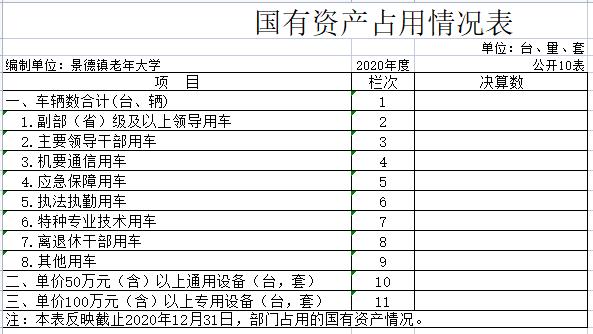 国有资产占用情况表
单位：台、量、套
编制单位：景德镇老年大学 2020年度 公开10表
项 目 栏次 决算数
一、车辆数合计(台、辆) 1
1.副部（省）级及以上领导用车 2
2.主要领导干部用车 3
3.机要通信用车 4
4.应急保障用车 5
5.执法执勤用车 6
6.特种专业技术用车 7
7.离退休干部用车 8
8.其他用车 9
二、单价50万元（含）以上通用设备（台，套） 10
三、单价100万元（含）以上专用设备（台，套） 11
注：本表反映截止2020年12月31日，部门占用的国有资产情况。